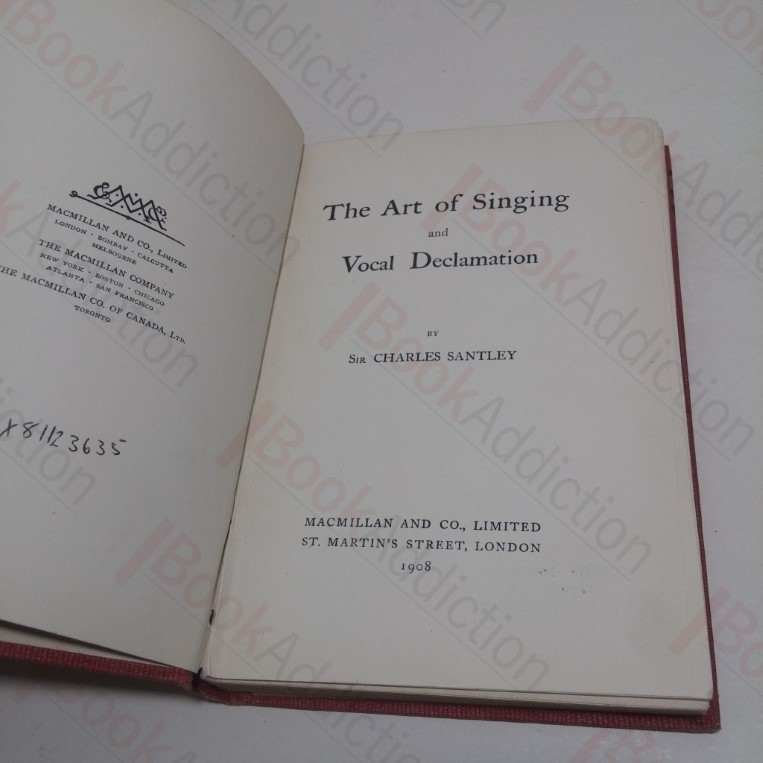 MACMILLAN AND CO., LIMITED
LONDON · BOMBAY · CALCUTTA
MELBOURNE
THE MACMILLAN COMPANY
NEW YORK · BOSTON · CHICAGO
ATLANTA · SAN FRANCISCO
THE MACMILLAN CO. OF CANADA, LTD.
TORONTO
X81123635
The Art of Singing
and
Vocal Declamation
BY
SIR CHARLES SANTLEY
MACMILLAN AND CO., LIMITED
ST. MARTIN'S STREET, LONDON
1908
BookAddiction